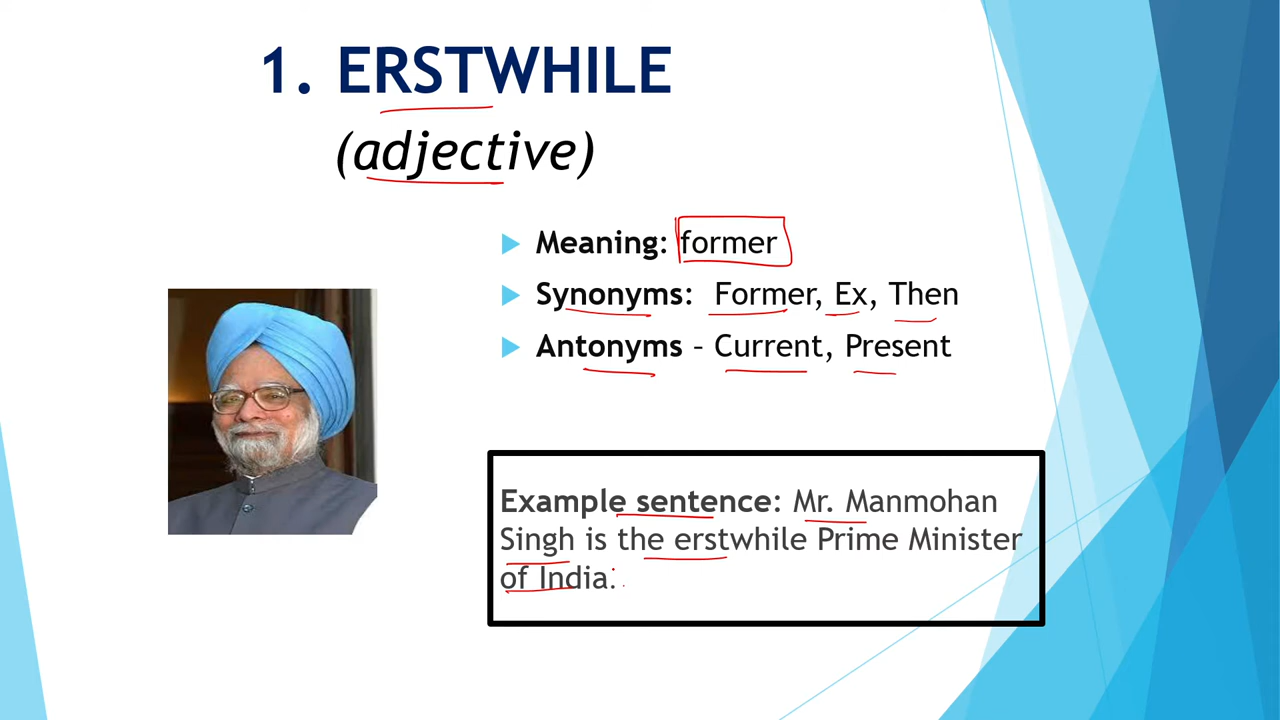 1. ERSTWHILE
(adjective)
Meaning: former
Synonyms: Former, Ex, Then
Antonyms – Current, Present
Example sentence: Mr. Manmohan
Singh is the erstwhile Prime Minister
of India.